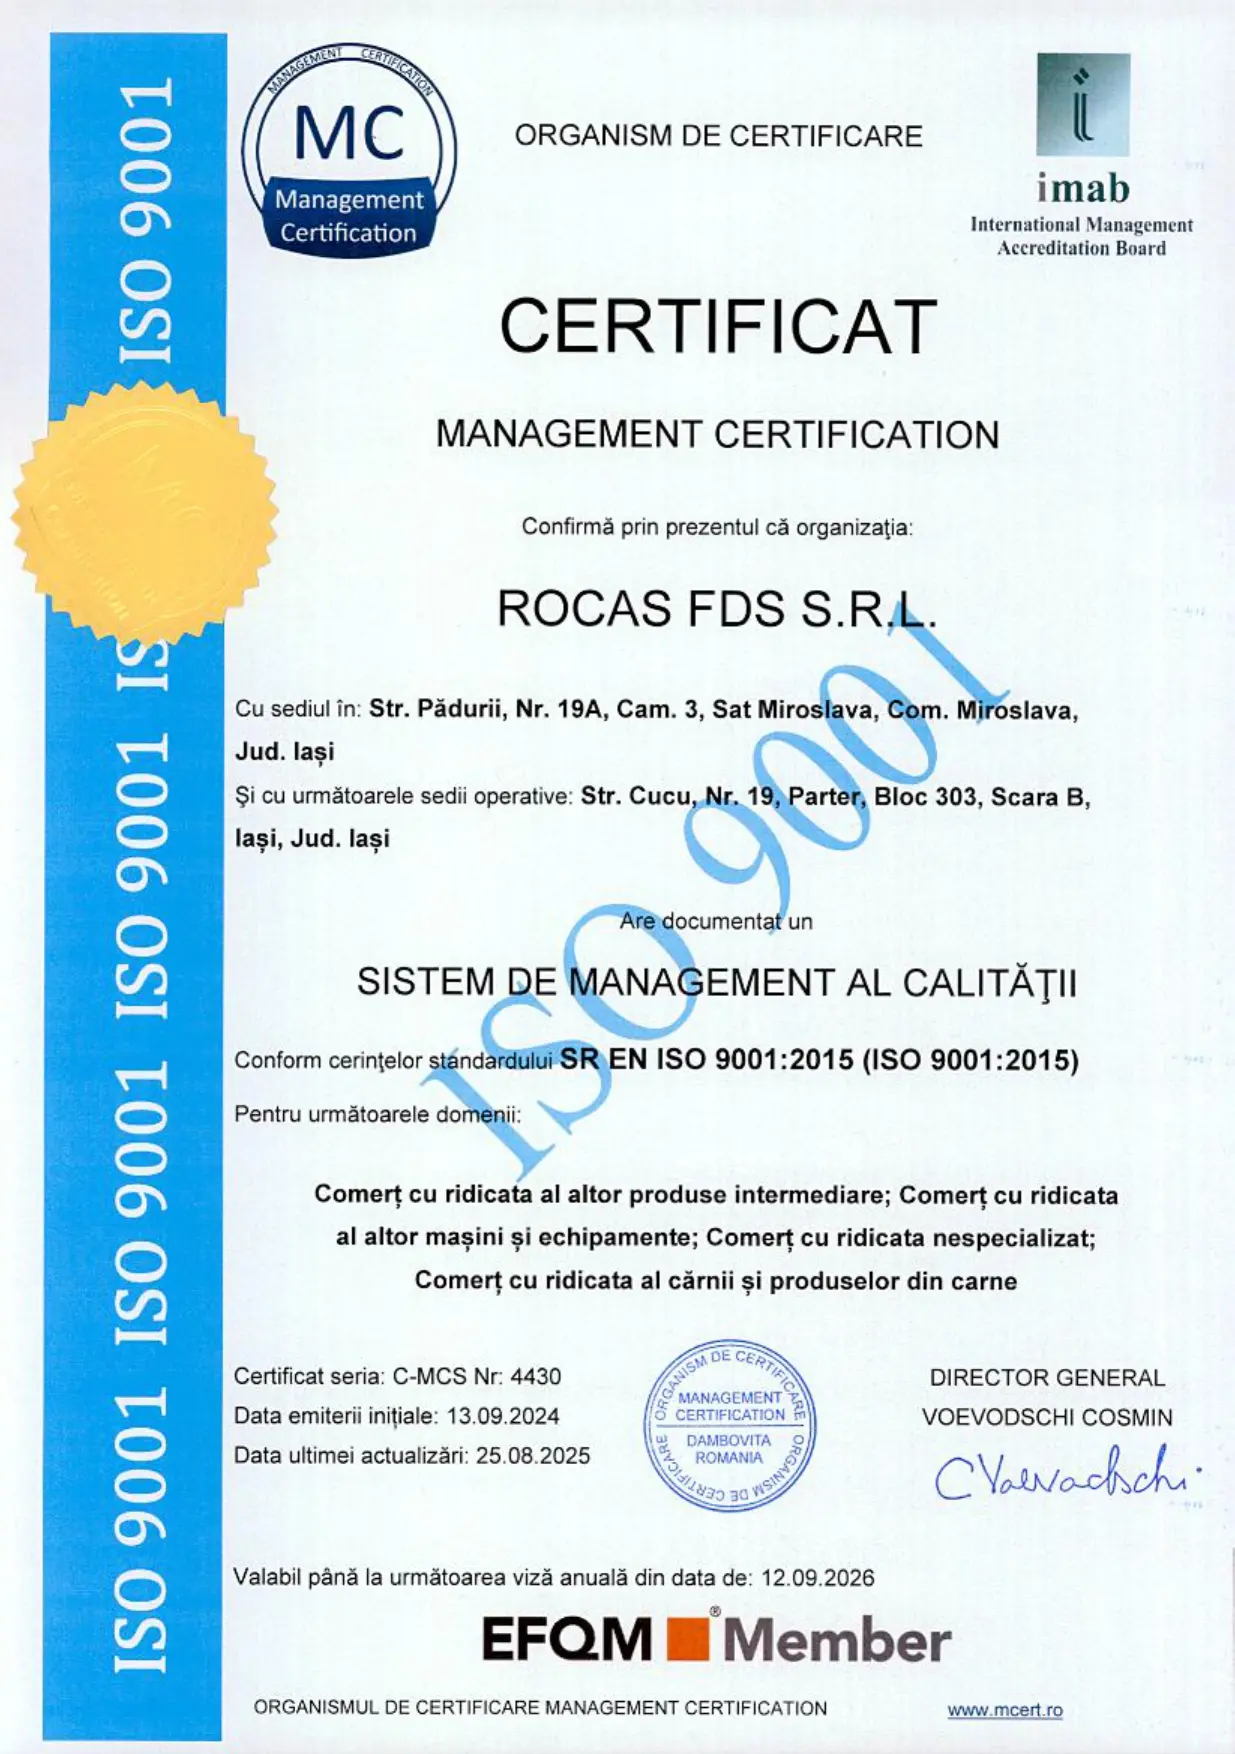 MANAGEMENT CERTIFICATION
MC
Management
Certification
ORGANISM DE CERTIFICARE
imab
International Management
Accreditation Board
CERTIFICAT
MANAGEMENT CERTIFICATION
Confirmă prin prezentul că organizaţia:
ROCAS FDS S.R.L.
Cu sediul în: Str. Pădurii, Nr. 19A, Cam. 3, Sat Miroslava, Com. Miroslava,
Jud. Iași
Şi cu următoarele sedii operative: Str. Cucu, Nr. 19, Parter, Bloc 303, Scara B,
Iași, Jud. Iași
Are documentat un
SISTEM DE MANAGEMENT AL CALITĂŢII
Conform cerinţelor standardului SR EN ISO 9001:2015 (ISO 9001:2015)
Pentru următoarele domenii:
Comerț cu ridicata al altor produse intermediare; Comerț cu ridicata
al altor mașini și echipamente; Comerț cu ridicata nespecializat;
Comerț cu ridicata al cărnii și produselor din carne
Certificat seria: C-MCS Nr: 4430
Data emiterii iniţiale: 13.09.2024
Data ultimei actualizări: 25.08.2025
ORGANISM DE CERTIFICARE ORGANISM DE CERTIFICARE
MANAGEMENT
CERTIFICATION
DAMBOVITA
ROMANIA
DIRECTOR GENERAL
VOEVODSCHI COSMIN
CVoevodschi
Valabil până la următoarea viză anuală din data de: 12.09.2026
EFQM ® Member
ORGANISMUL DE CERTIFICARE MANAGEMENT CERTIFICATION
www.mcert.ro
ISO 9001
ISO 9001 ISO 9001 ISO 9001 IS
ISO 9001